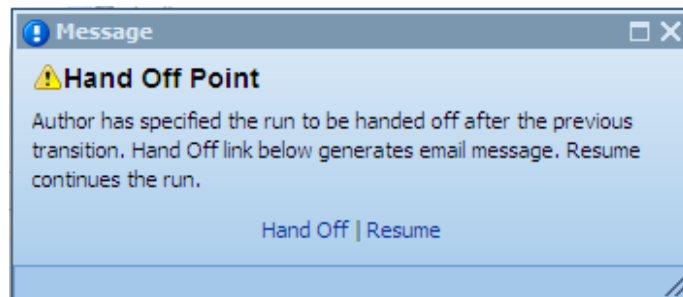 Message
Hand Off Point
Author has specified the run to be handed off after the previous
transition. Hand Off link below generates email message. Resume
continues the run.
Hand Off | Resume